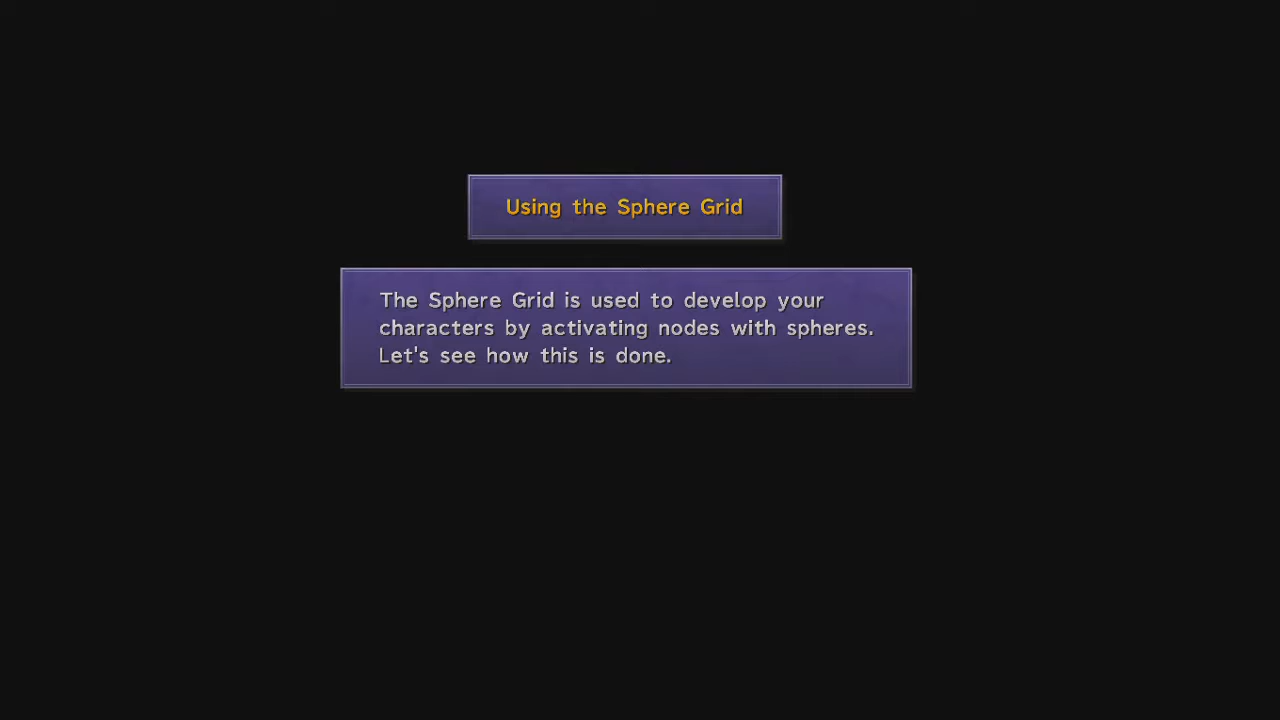 Using the Sphere Grid
The Sphere Grid is used to develop your
characters by activating nodes with spheres.
Let's see how this is done.